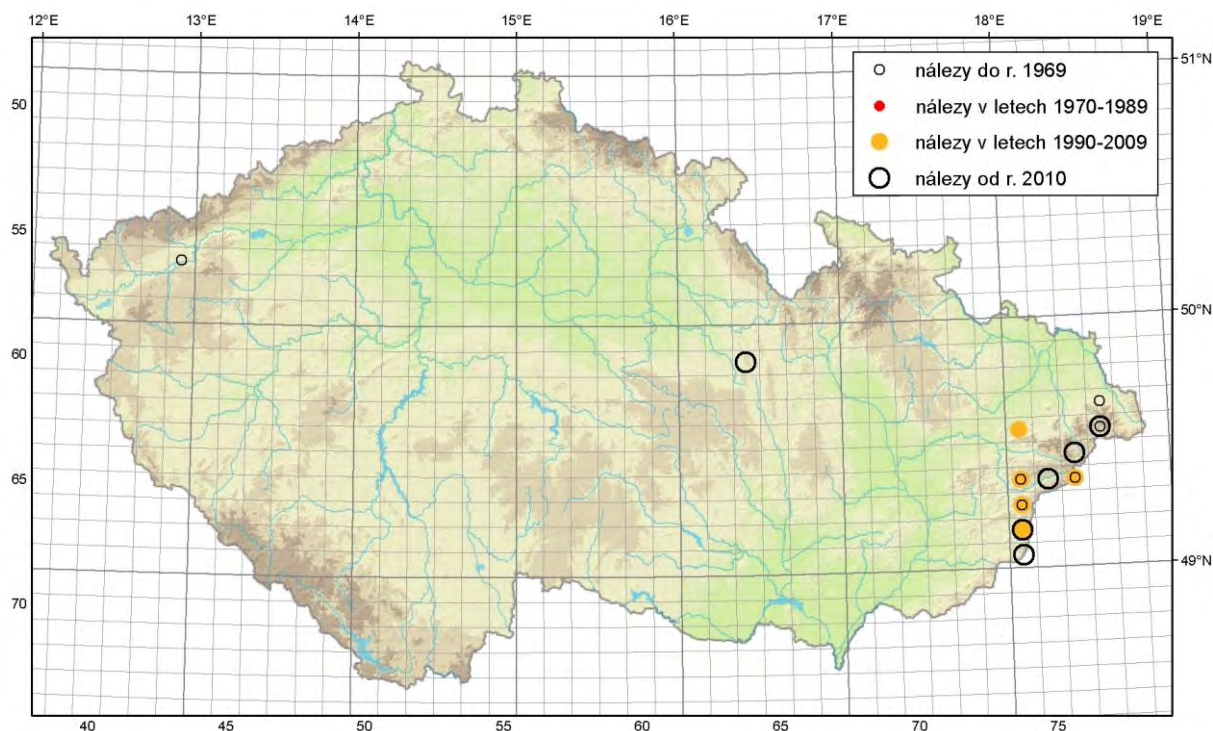 12°E 13°E 14°E 15°E 16°E 17°E 18°E 19°E
51°N
nálezy do r. 1969
nálezy v letech 1970-1989
nálezy v letech 1990-2009
nálezy od r. 2010
50
55
50°N
60
65
49°N
70
40 45 50 55 60 65 70 75